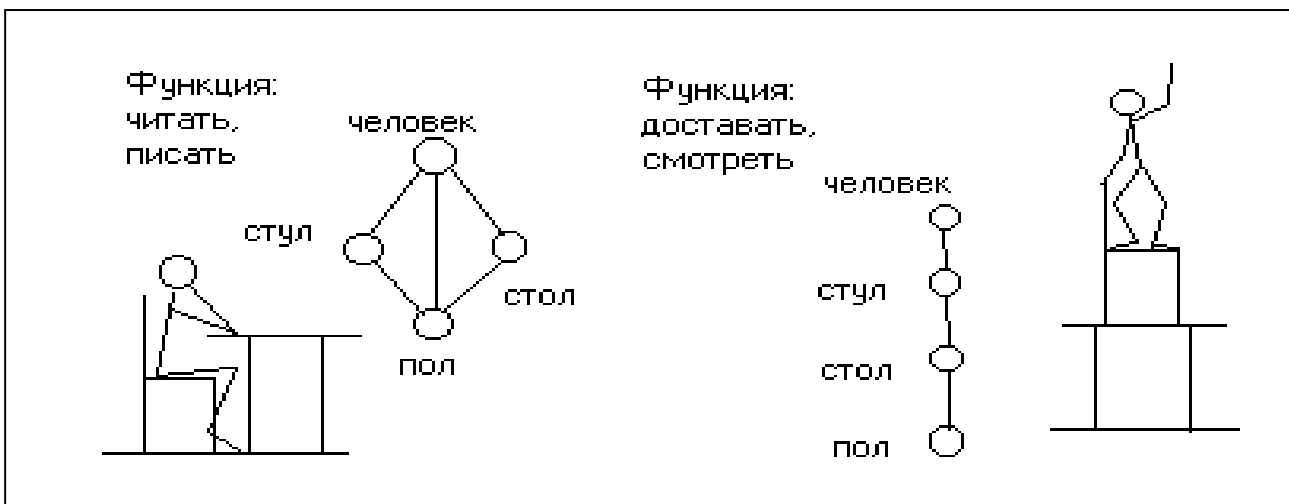 Функция:
читать,
писать
человек
стул
стол
пол
Функция:
доставать,
смотреть
человек
стул
стол
пол